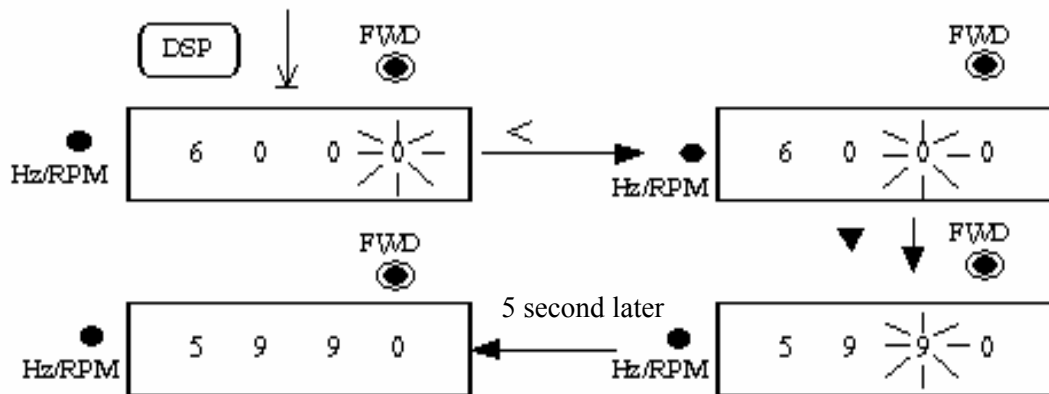 DSP
FWD
FWD
6 0 0 0
<
6 0 0 0
Hz/RPM
Hz/RPM
FWD
FWD
5 second later
5 9 9 0
5 9 9 0
Hz/RPM
Hz/RPM